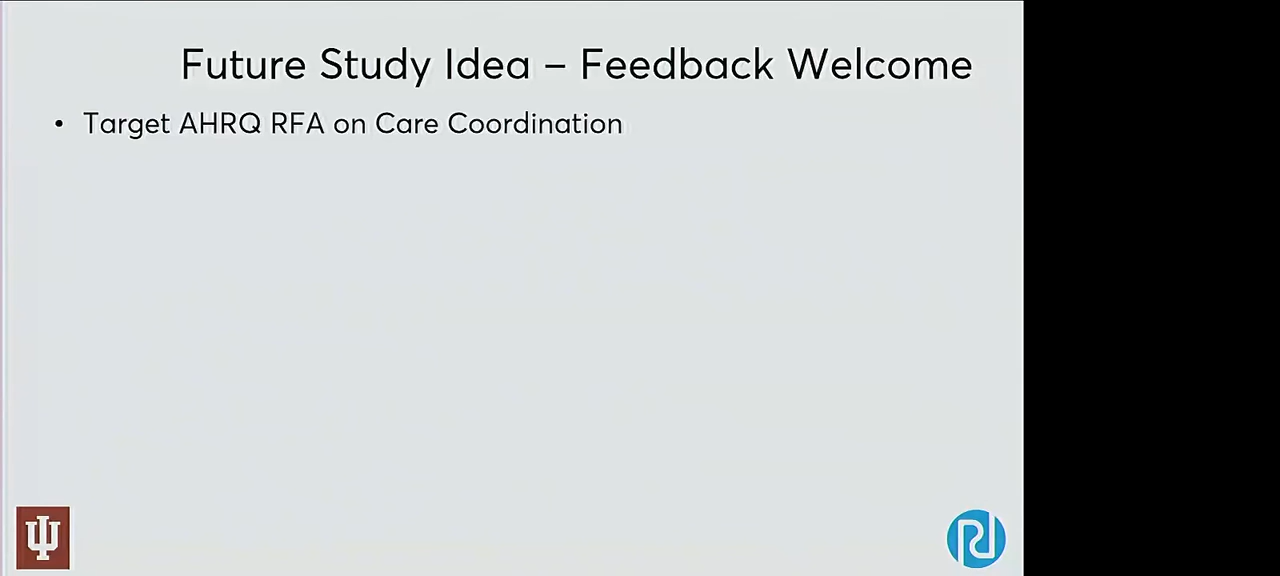 Future Study Idea – Feedback Welcome
• Target AHRQ RFA on Care Coordination